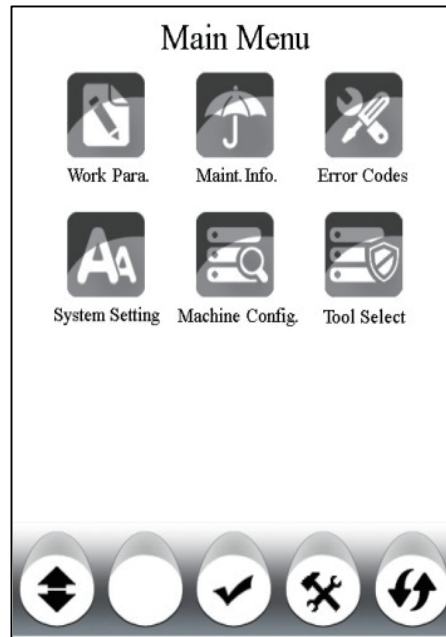 Main Menu
Work Para. Maint. Info. Error Codes
System Setting Machine Config. Tool Select